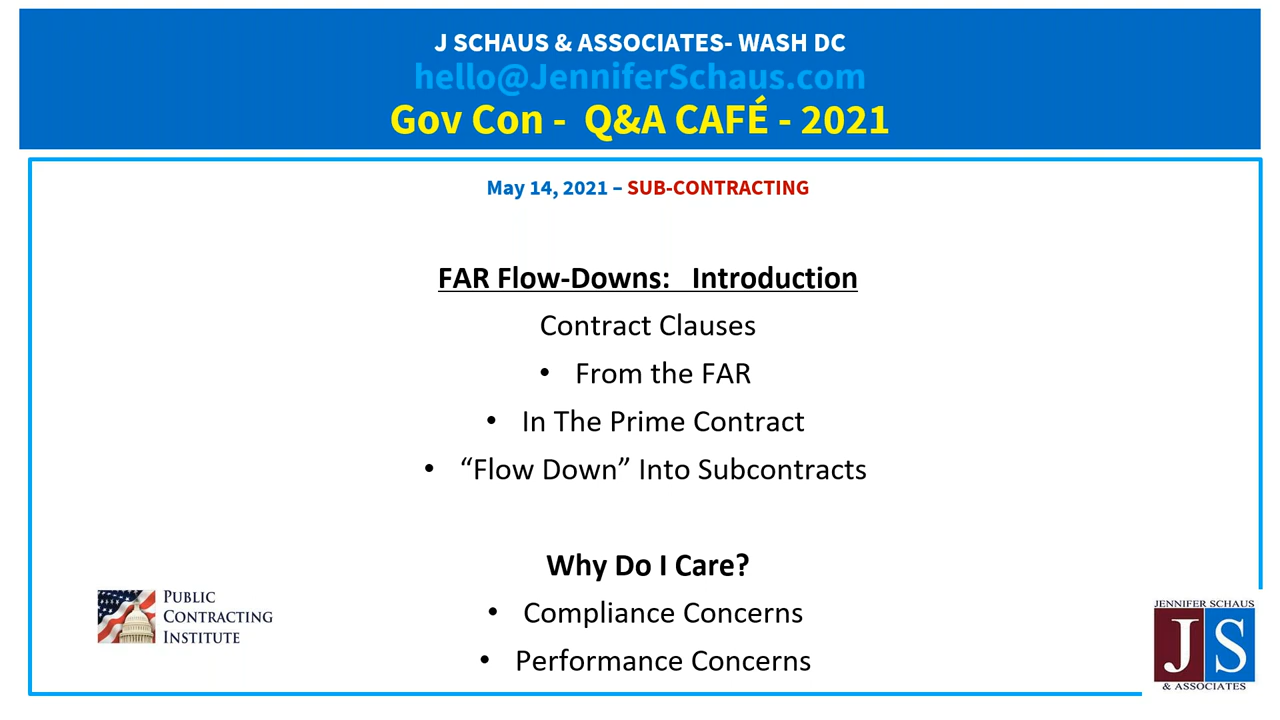 J SCHAUS & ASSOCIATES- WASH DC
hello@JenniferSchaus.com
Gov Con - Q&A CAFÉ - 2021
May 14, 2021 – SUB-CONTRACTING
FAR Flow-Downs: Introduction
Contract Clauses
• From the FAR
• In The Prime Contract
• “Flow Down” Into Subcontracts
Why Do I Care?
• Compliance Concerns
• Performance Concerns
PUBLIC
CONTRACTING
INSTITUTE
JENNIFER SCHAUS
JS
& ASSOCIATES